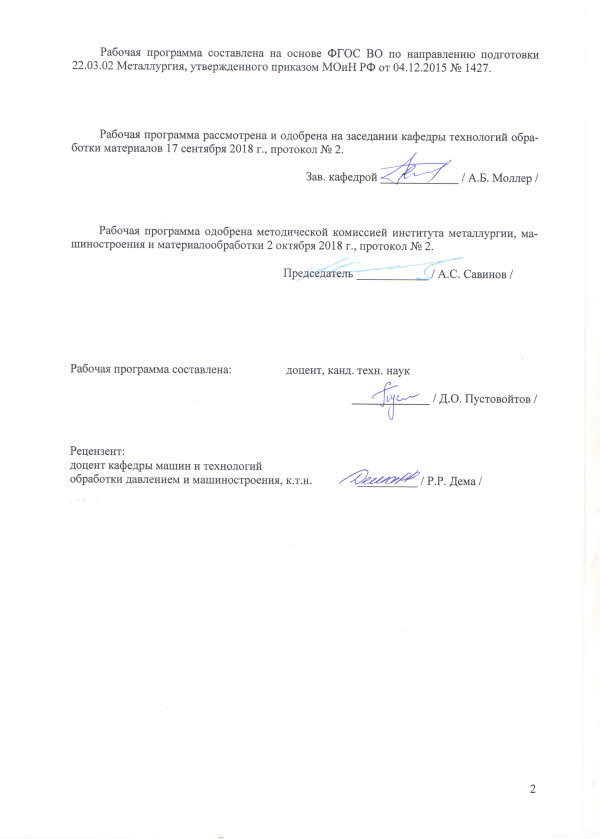 Рабочая программа составлена на основе ФГОС ВО по направлению подготовки
22.03.02 Металлургия, утвержденного приказом МОиН РФ от 04.12.2015 № 1427.
Рабочая программа рассмотрена и одобрена на заседании кафедры технологий обра-
ботки материалов 17 сентября 2018 г., протокол № 2.
Зав. кафедрой / А.Б. Моллер /
Рабочая программа одобрена методической комиссией института металлургии, ма-
шиностроения и материалообработки 2 октября 2018 г., протокол № 2.
Председатель / А.С. Савинов /
Рабочая программа составлена: доцент, канд. техн. наук
/ Д.О. Пустовойтов /
Рецензент:
доцент кафедры машин и технологий
обработки давлением и машиностроения, к.т.н. / Р.Р. Дема /
2